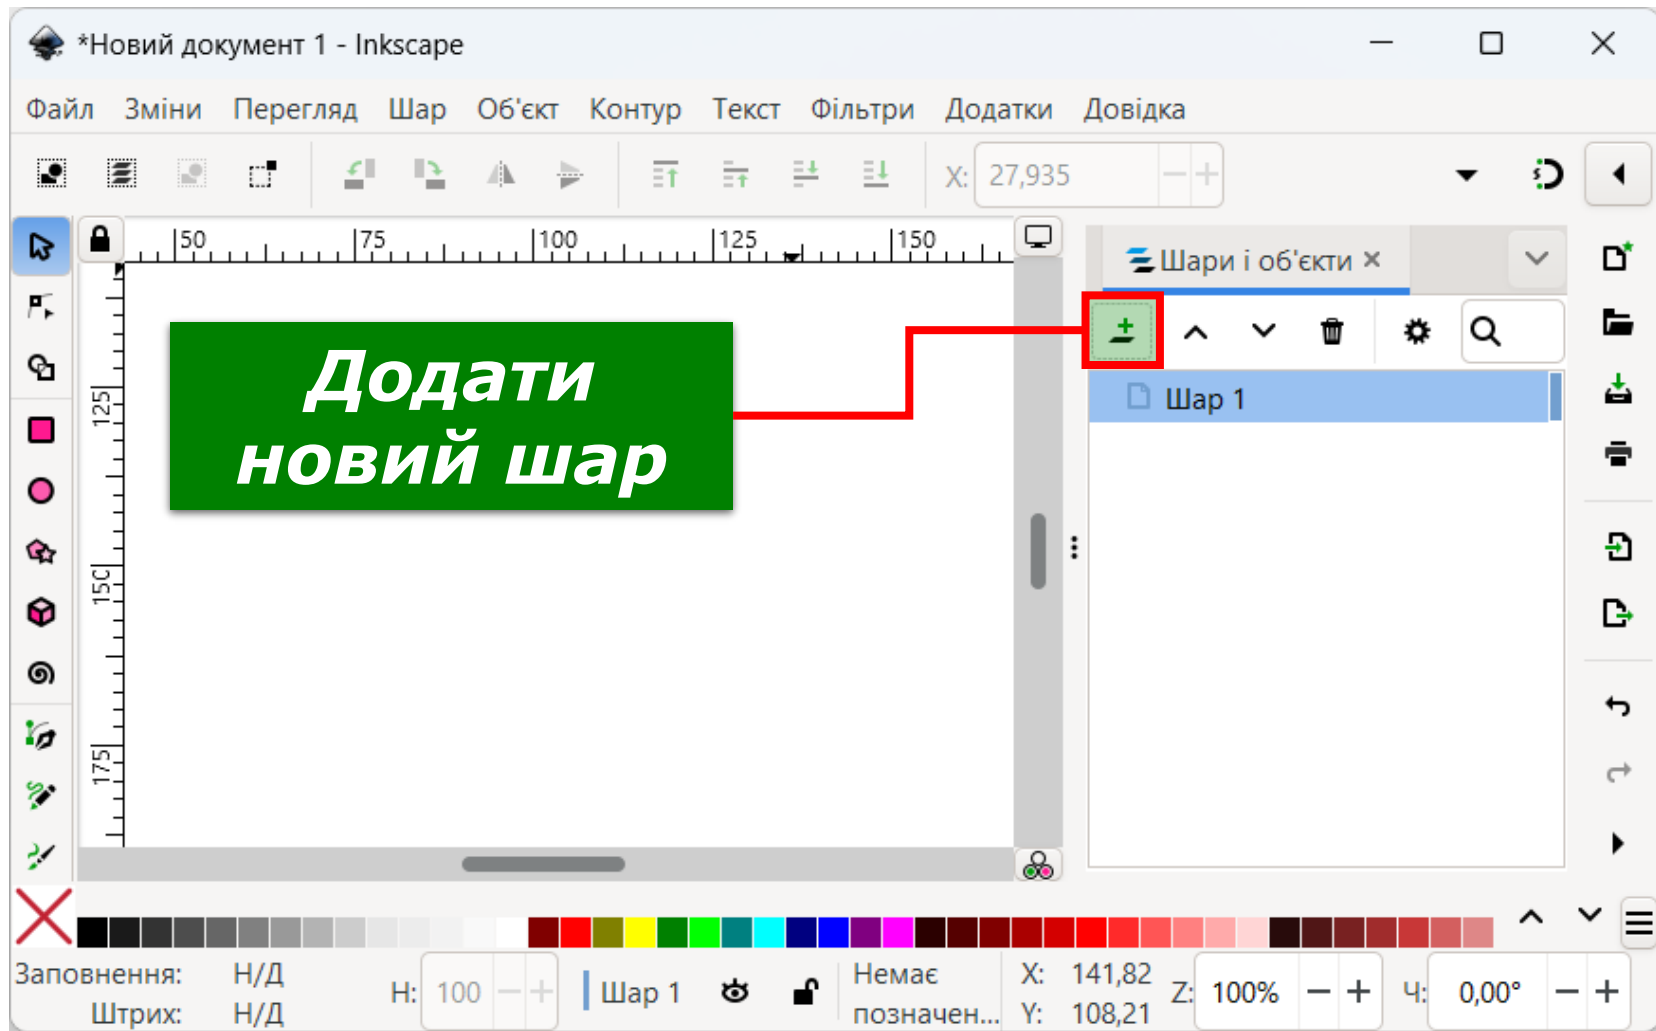 *Новий документ 1 - Inkscape
Файл Зміни Перегляд Шар Об'єкт Контур Текст Фільтри Додатки Довідка
X: 27,935
50 75 100 125 150
Шари і об'єкти
Шар 1
Додати
новий шар
125
150
175
Заповнення: Н/Д
Штрих: Н/Д
Н: 100
Шар 1
Немає
позначен...
X: 141,82
Y: 108,21
Z: 100%
Ч: 0,00°